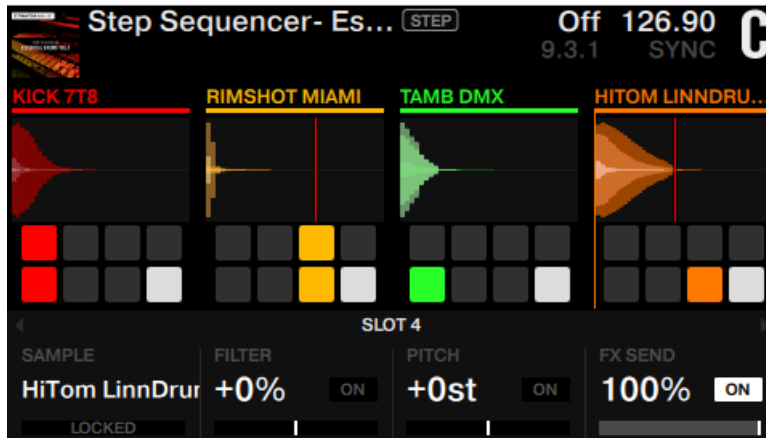 Step Sequencer- Es... STEP Off 126.90 C
9.3.1 SYNC
KICK 7T8 RIMSHOT MIAMI TAMB DMX HITOM LINNDRU...
SLOT 4
SAMPLE FILTER PITCH FX SEND
HiTom LinnDrur +0% ON +0st ON 100% ON
LOCKED